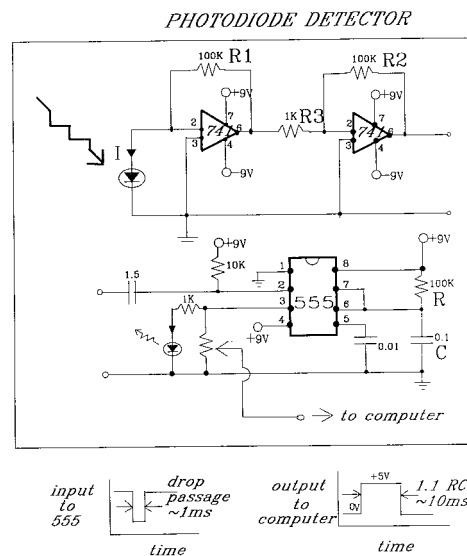 PHOTODIODE DETECTOR
100K R1
100K R2
+9V
+9V
1K R3
I
2 741 7 6
3 4
2 741 7 6
3 4
-9V
-9V
+9V
+9V
10K
1.5
1 8
2 7
3 555 6
4 5
1K
100K
R
+9V
0.01
0.1
C
to computer
input to 555
drop passage ~1ms
time
output to computer
0V
+5V
1.1 RC ~10ms
time